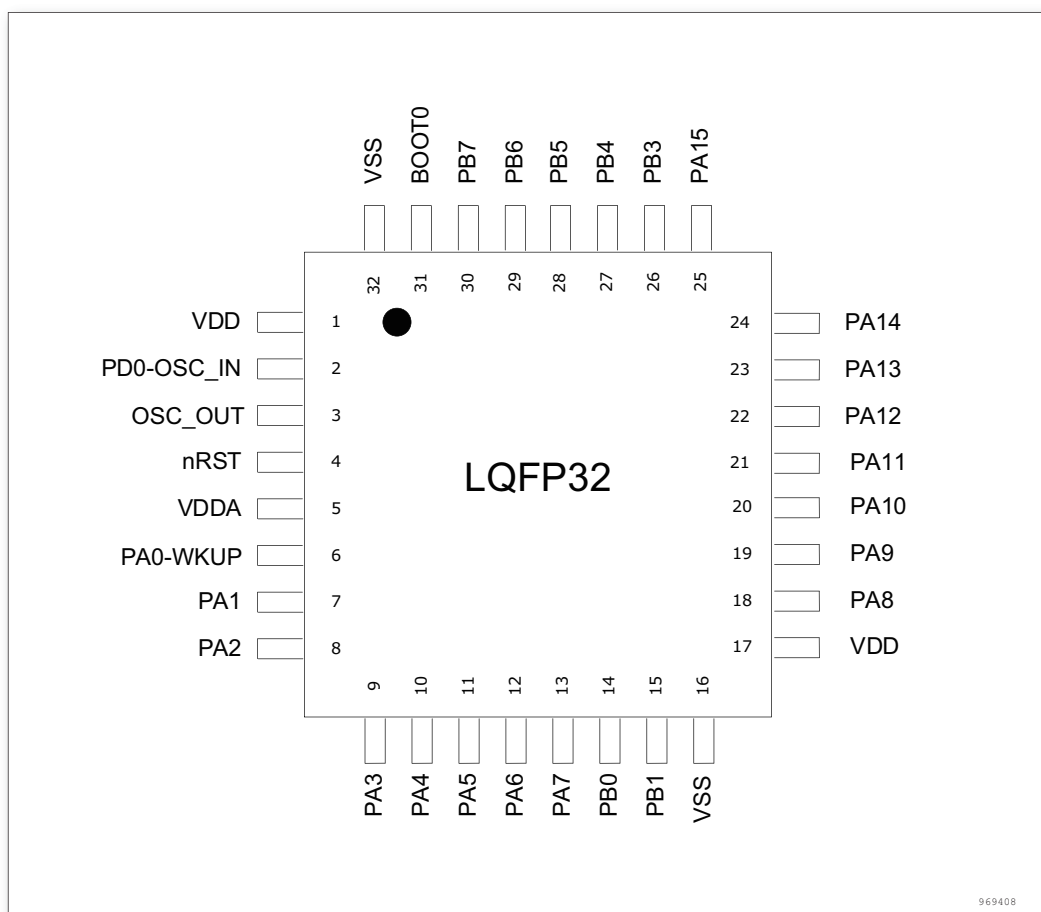 VSS
BOOT0
PB7
PB6
PB5
PB4
PB3
PA15
32
31
30
29
28
27
26
25
VDD 1 24 PA14
PD0-OSC_IN 2 23 PA13
OSC_OUT 3 22 PA12
nRST 4 21 PA11
LQFP32
VDDA 5 20 PA10
PA0-WKUP 6 19 PA9
PA1 7 18 PA8
PA2 8 17 VDD
9
10
11
12
13
14
15
16
PA3
PA4
PA5
PA6
PA7
PB0
PB1
VSS
969408